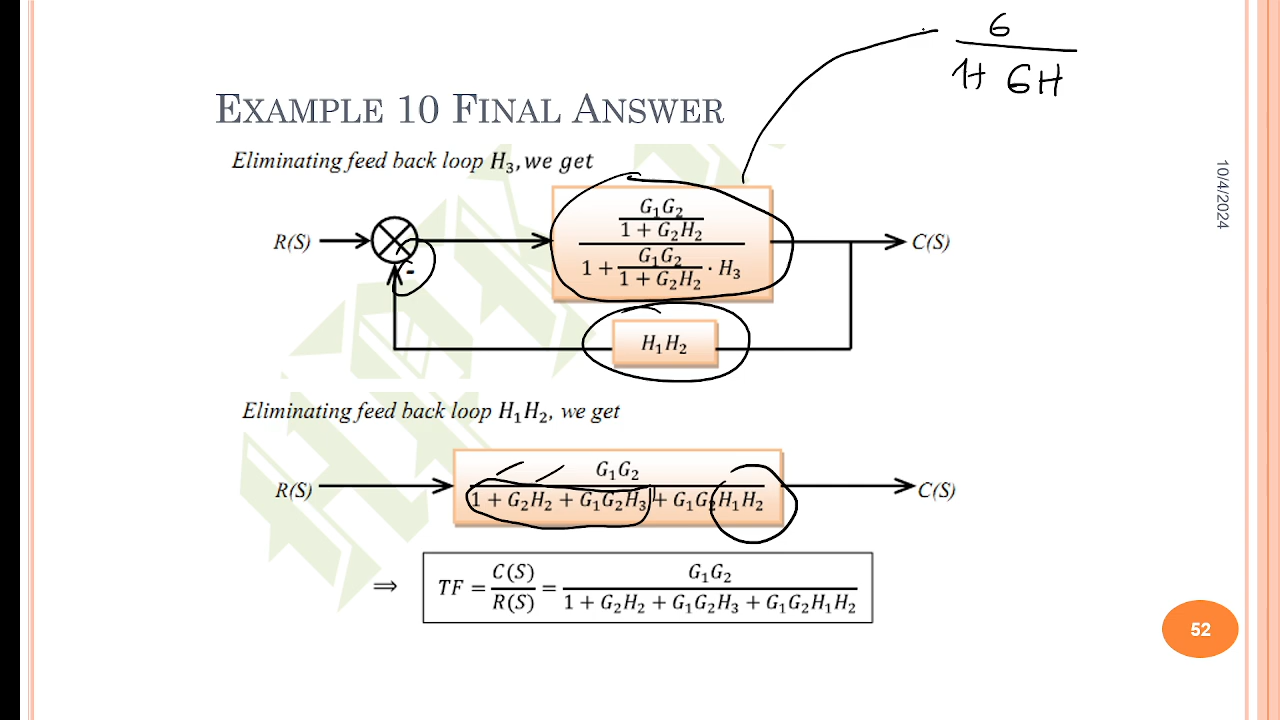 G
1+ GH
EXAMPLE 10 FINAL ANSWER
Eliminating feed back loop H₃, we get
R(S)
G₁G₂
1 + G₂H₂
1 +
G₁G₂
1 + G₂H₂
· H₃
C(S)
-
H₁H₂
Eliminating feed back loop H₁H₂, we get
R(S)
G₁G₂
1 + G₂H₂ + G₁G₂H₃ + G₁G₂H₁H₂
C(S)
⇒ TF = C(S)/R(S) = G₁G₂
1 + G₂H₂ + G₁G₂H₃ + G₁G₂H₁H₂
10/4/2024
52